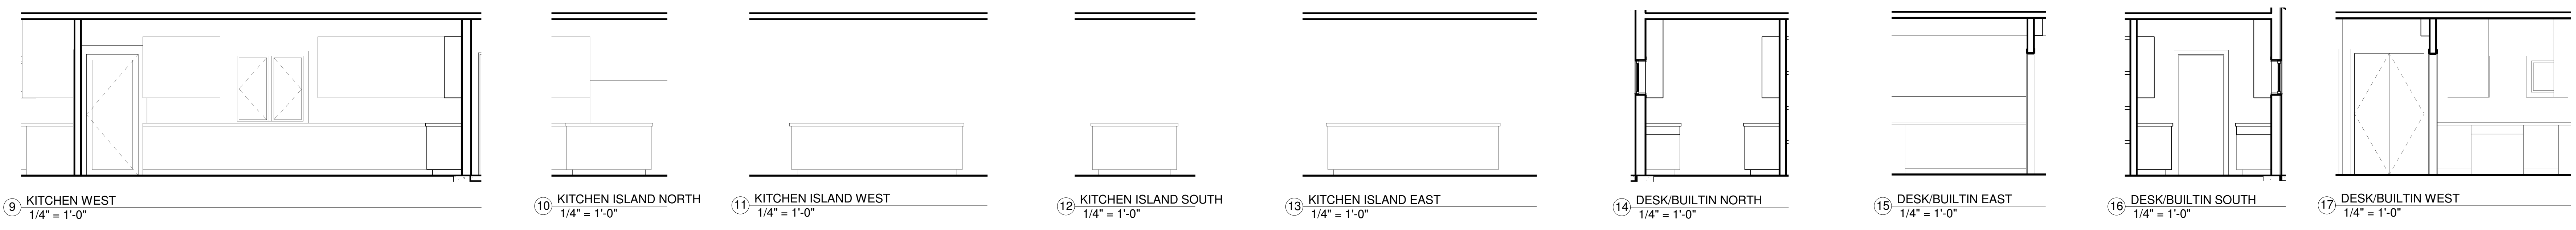 9 KITCHEN WEST
1/4" = 1'-0"
10 KITCHEN ISLAND NORTH
1/4" = 1'-0"
11 KITCHEN ISLAND WEST
1/4" = 1'-0"
12 KITCHEN ISLAND SOUTH
1/4" = 1'-0"
13 KITCHEN ISLAND EAST
1/4" = 1'-0"
14 DESK/BUILTIN NORTH
1/4" = 1'-0"
15 DESK/BUILTIN EAST
1/4" = 1'-0"
16 DESK/BUILTIN SOUTH
1/4" = 1'-0"
17 DESK/BUILTIN WEST
1/4" = 1'-0"